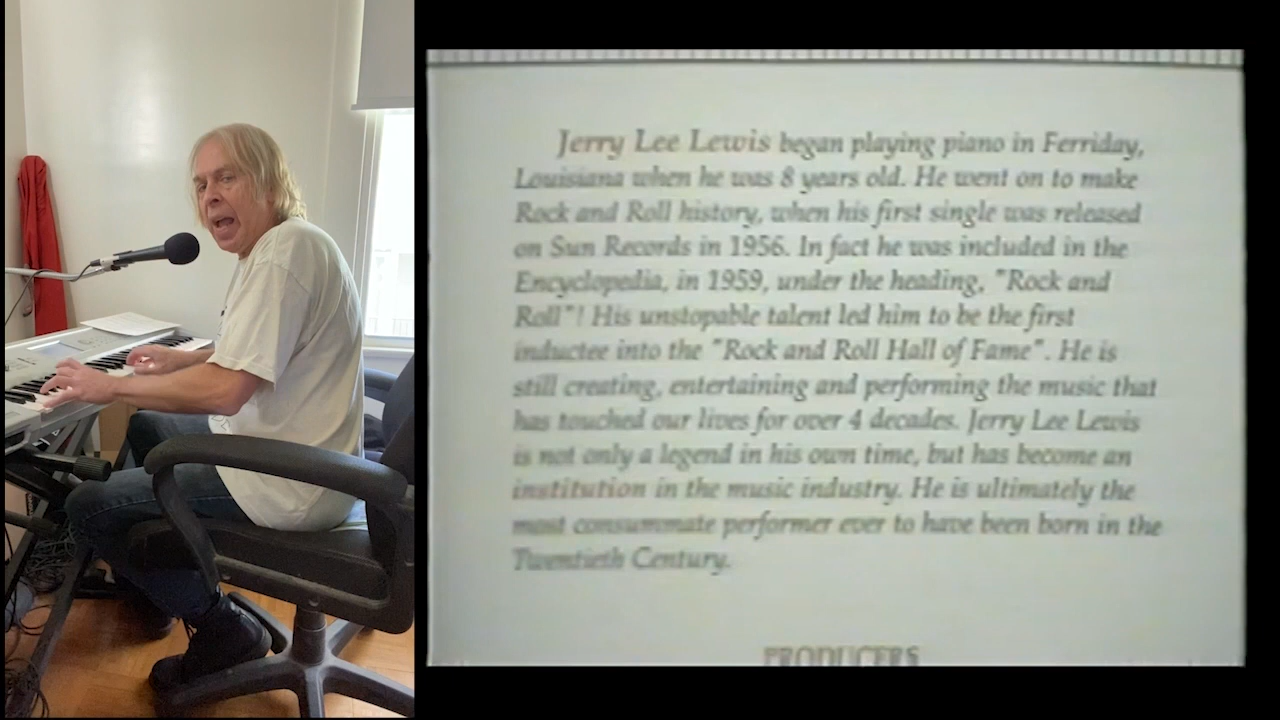 Jerry Lee Lewis began playing piano in Ferriday,
Louisiana when he was 8 years old. He went on to make
Rock and Roll history, when his first single was released
on Sun Records in 1956. In fact he was included in the
Encyclopedia, in 1959, under the heading, "Rock and
Roll"! His unstopable talent led him to be the first
inductee into the "Rock and Roll Hall of Fame". He is
still creating, entertaining and performing the music that
has touched our lives for over 4 decades. Jerry Lee Lewis
is not only a legend in his own time, but has become an
institution in the music industry. He is ultimately the
most consummate performer ever to have been born in the
Twentieth Century.
PRODUCERS